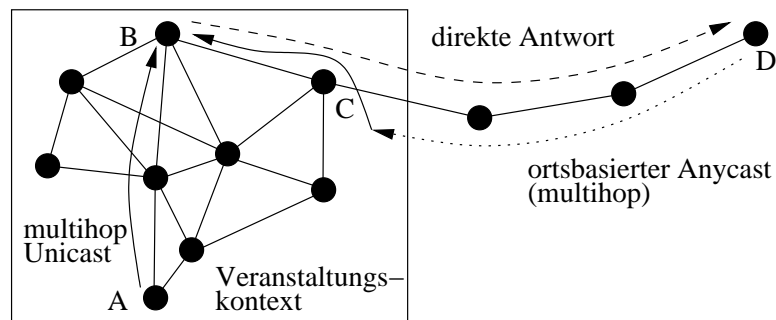 B
direkte Antwort
D
C
ortsbasierter Anycast
(multihop)
multihop
Unicast
Veranstaltungs–
kontext
A